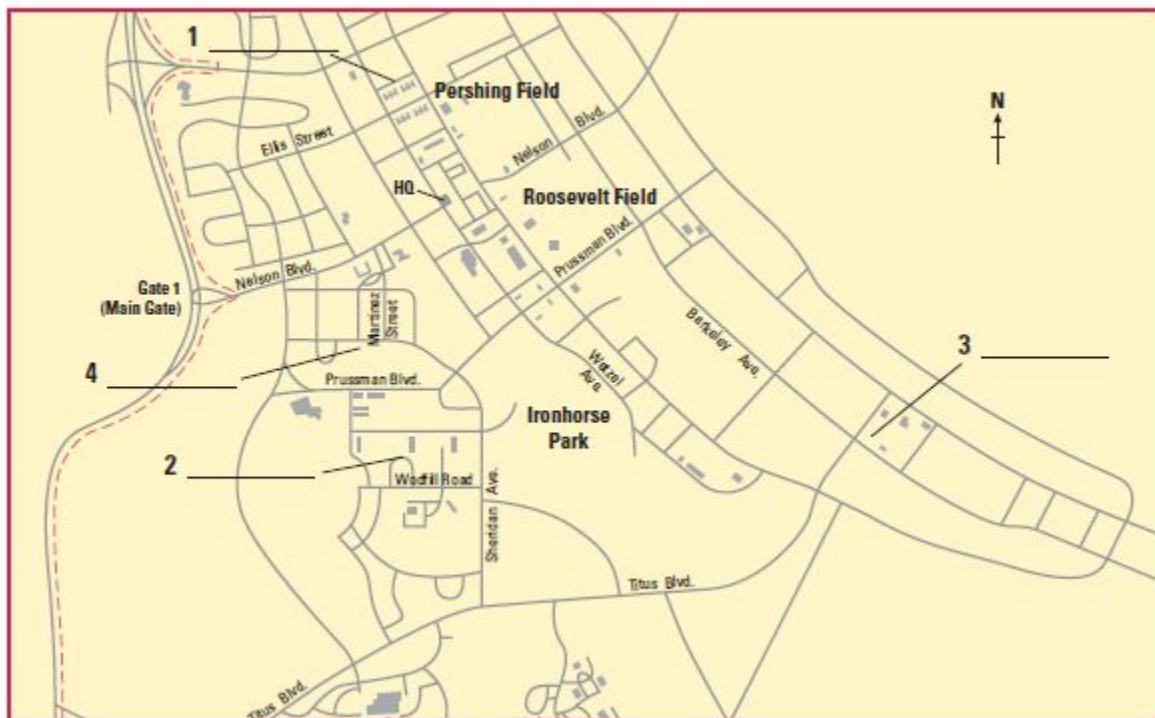 1
Pershing Field
N
Nelson Blvd.
Ellis Street
HQ
Roosevelt Field
Prussman Blvd.
Nelson Blvd.
Gate 1
(Main Gate)
Martinez
Street
Berkeley Ave.
3
4
Wetzel
Ave.
Prussman Blvd.
Ironhorse
Park
2
Woofill Road
Sheridan Ave.
Titus Blvd.
Titus Blvd.